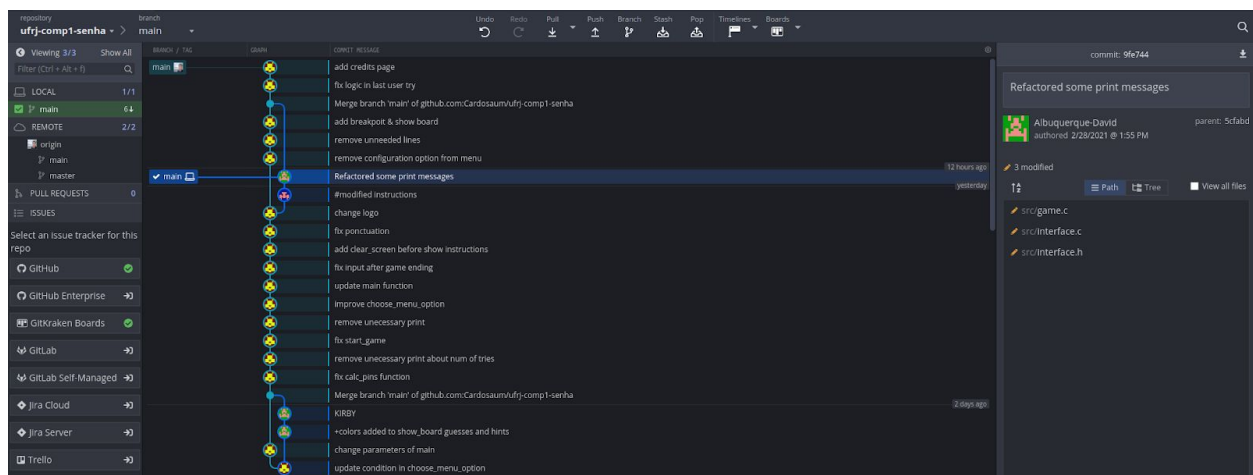 repository
branch
ufrj-comp1-senha
main
Undo
Redo
Pull
Push
Branch
Stash
Pop
Timelines
Boards
Viewing 3/3
Show All
Filter (Ctrl + Alt + f)
LOCAL
1/1
main
6↓
REMOTE
2/2
origin
main
master
PULL REQUESTS
0
ISSUES
Select an issue tracker for this
repo
GitHub
GitHub Enterprise
GitKraken Boards
GitLab
GitLab Self-Managed
Jira Cloud
Jira Server
Trello
BRANCH / TAG
GRAPH
COMMIT MESSAGE
main
add credits page
fix logic in last user try
Merge branch 'main' of github.com:Cardosaum/ufrj-comp1-senha
add breakpoit & show board
remove unneeded lines
remove configuration option from menu
12 hours ago
main
Refactored some print messages
yesterday
#modified instructions
change logo
fix ponctuation
add clear_screen before show instructions
fix input after game ending
update main function
improve choose_menu_option
remove unecessary print
fix start_game
remove unecessary print about num of tries
fix calc_pins function
Merge branch 'main' of github.com:Cardosaum/ufrj-comp1-senha
2 days ago
KIRBY
+colors added to show_board guesses and hints
change parameters of main
update condition in choose_menu_option
commit: 9fe744
Refactored some print messages
Albuquerque-David
parent: 5cfabd
authored 2/28/2021 @ 1:55 PM
3 modified
Path
Tree
View all files
src/game.c
src/interface.c
src/interface.h